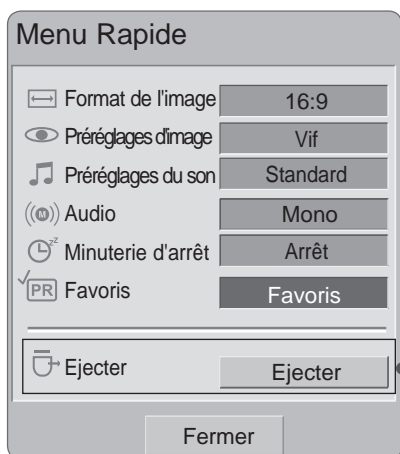 Menu Rapide
Format de l'image 16:9
Préréglages d'image Vif
Préréglages du son Standard
Audio Mono
Minuterie d'arrêt Arrêt
Favoris Favoris
Ejecter Ejecter
Fermer